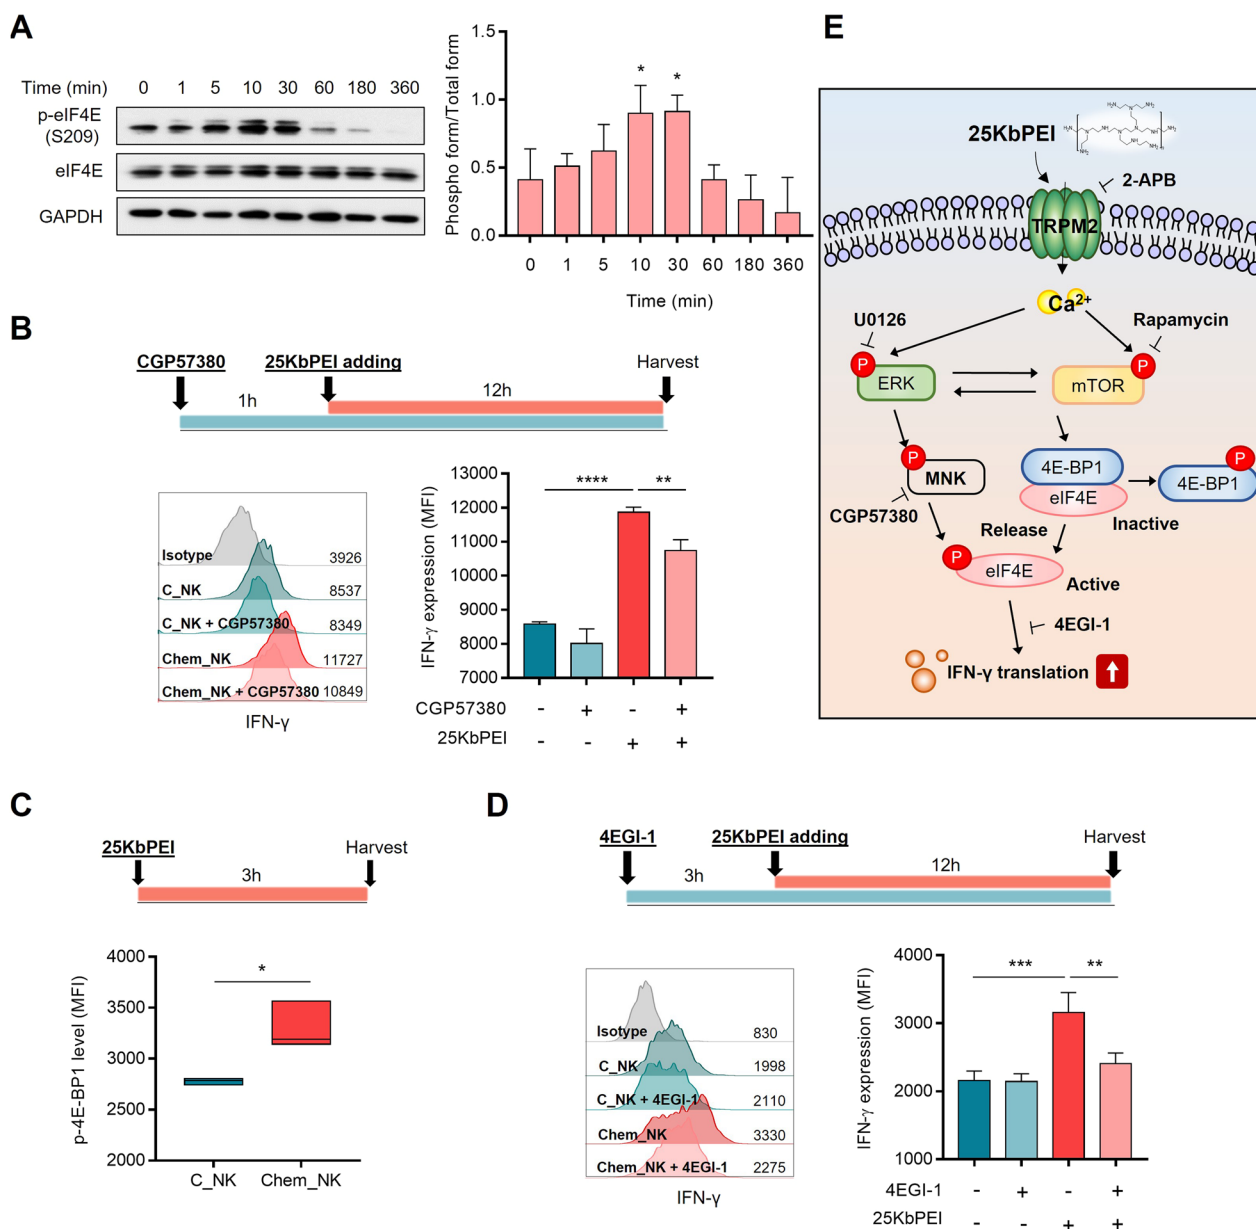 A
Time (min) 0 1 5 10 30 60 180 360
p-eIF4E
(S209)
eIF4E
GAPDH
Phospho form/Total form
1.5
1.0
0.5
0.0
* *
0 1 5 10 30 60 180 360
Time (min)
B
CGP57380
25KbPEI adding
Harvest
1h
12h
Isotype 3926
C_NK 8537
C_NK + CGP57380 8349
Chem_NK 11727
Chem_NK + CGP57380 10849
IFN-γ
IFN-γ expression (MFI)
13000
12000
11000
10000
9000
8000
7000
**** **
CGP57380 - + - +
25KbPEI - - + +
C
25KbPEI
Harvest
3h
p-4E-BP1 level (MFI)
4000
3500
3000
2500
2000
*
C_NK Chem_NK
D
4EGI-1
25KbPEI adding
Harvest
3h
12h
Isotype 830
C_NK 1998
C_NK + 4EGI-1 2110
Chem_NK 3330
Chem_NK + 4EGI-1 2275
IFN-γ
IFN-γ expression (MFI)
4000
3000
2000
1000
*** **
4EGI-1 - + - +
25KbPEI - - + +
E
25KbPEI
2-APB
TRPM2
Ca2+
U0126
Rapamycin
P
ERK
P
mTOR
P
MNK
CGP57380
4E-BP1
eIF4E
P
4E-BP1
Release
Inactive
P
eIF4E
Active
4EGI-1
IFN-γ translation